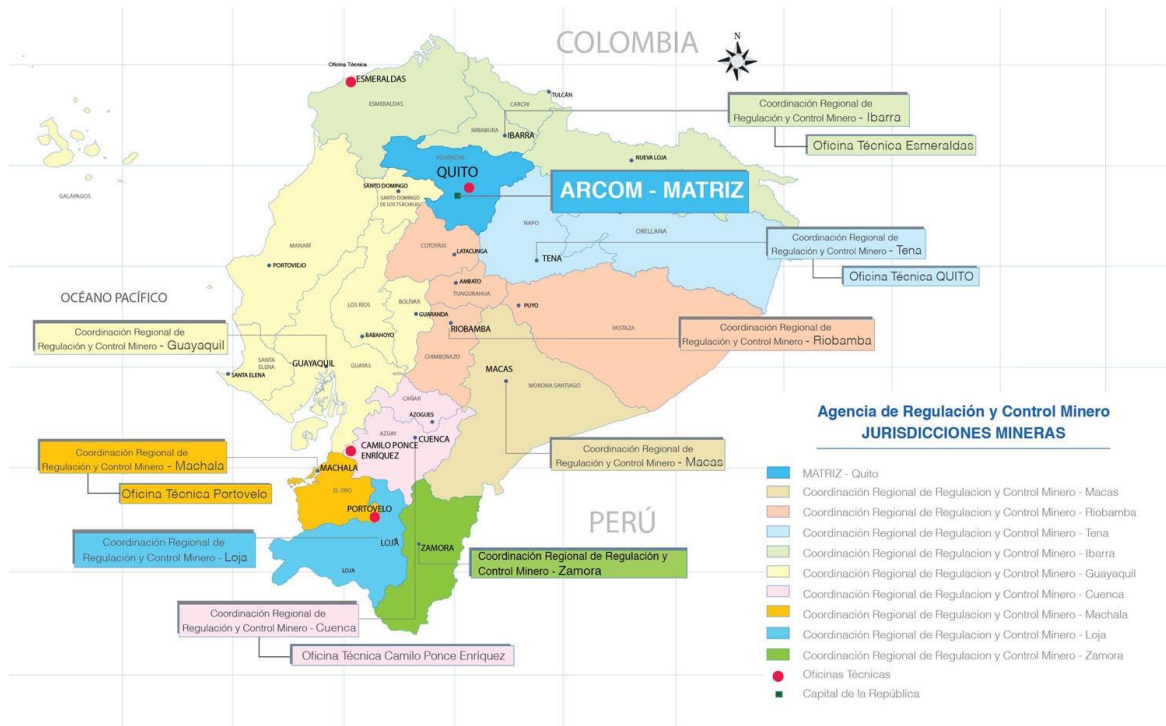 COLOMBIA
N
Oficina Técnica
ESMERALDAS
ESMERALDAS
TULCÁN
CARCHI
IMBABURA
IBARRA
Coordinación Regional de
Regulación y Control Minero - Ibarra
Oficina Técnica Esmeraldas
NUEVA LOJA
PICHINCHA
QUITO
ARCOM - MATRIZ
GALÁPAGOS
SANTO DOMINGO
SANTO DOMINGO
DE LOS TSACHILAS
NAPO
ORELLANA
MANABÍ
COTOPAXI
LATACUNGA
TENA
Coordinación Regional de
Regulación y Control Minero - Tena
Oficina Técnica QUITO
PORTOVIEJO
OCÉANO PACÍFICO
AMBATO
TUNGURAHUA
LOS RÍOS
BOLÍVAR
GUARANDA
PUYO
PASTAZA
Coordinación Regional de
Regulación y Control Minero - Guayaquil
BABAHOYO
RIOBAMBA
Coordinación Regional de
Regulación y Control Minero - Riobamba
CHIMBORAZO
SANTA
ELENA
SANTA ELENA
GUAYAQUIL
GUAYAS
MACAS
MORONA SANTIAGO
CAÑAR
AZOGUES
AZUAY
CUENCA
CAMILO PONCE
ENRÍQUEZ
Coordinación Regional de
Regulación y Control Minero - Macas
Coordinación Regional de
Regulación y Control Minero - Machala
Oficina Técnica Portovelo
MACHALA
EL ORO
PORTOVELO
PERÚ
Coordinación Regional de
Regulación y Control Minero - Loja
LOJA
LOJA
ZAMORA
Coordinación Regional de Regulación y
Control Minero - Zamora
Coordinación Regional de
Regulación y Control Minero - Cuenca
Oficina Técnica Camilo Ponce Enríquez
Agencia de Regulación y Control Minero
JURISDICCIONES MINERAS
MATRIZ - Quito
Coordinación Regional de Regulacion y Control Minero - Macas
Coordinación Regional de Regulacion y Control Minero - Riobamba
Coordinación Regional de Regulacion y Control Minero - Tena
Coordinación Regional de Regulacion y Control Minero - Ibarra
Coordinación Regional de Regulacion y Control Minero - Guayaquil
Coordinación Regional de Regulacion y Control Minero - Cuenca
Coordinación Regional de Regulacion y Control Minero - Machala
Coordinación Regional de Regulacion y Control Minero - Loja
Coordinación Regional de Regulacion y Control Minero - Zamora
Oficinas Técnicas
Capital de la República